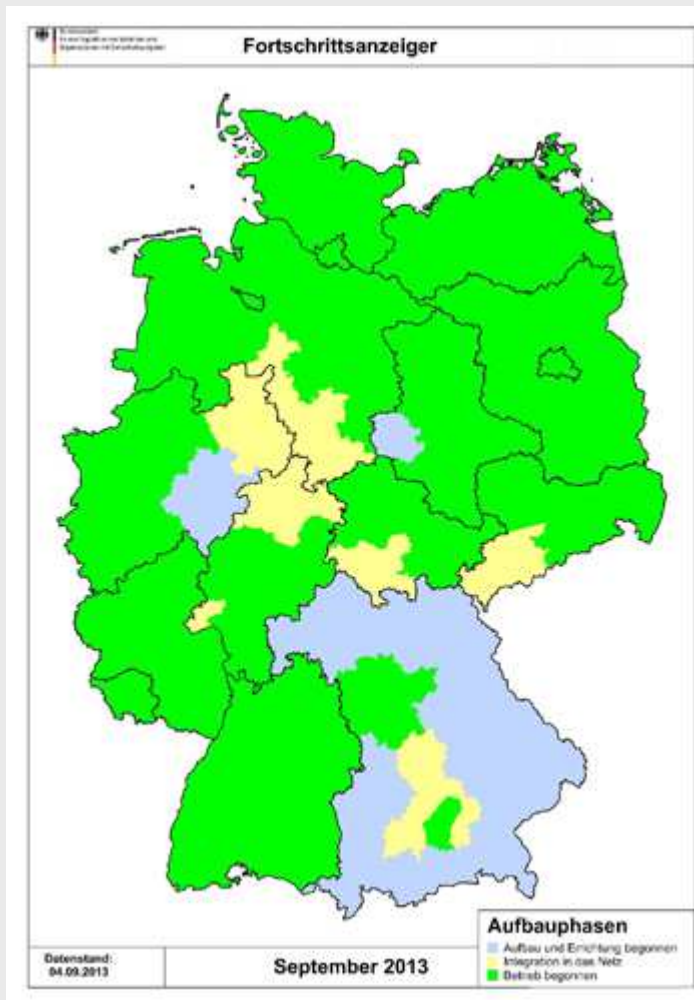 Fortschrittsanzeiger
Aufbauphasen
Aufbau und Errichtung begonnen
Integration in das Netz
Betrieb begonnen
Datenstand:
04.09.2013
September 2013